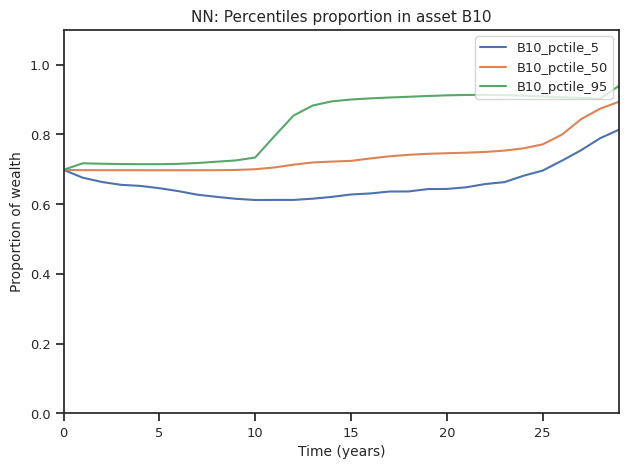 NN: Percentiles proportion in asset B10
B10_pctile_5
B10_pctile_50
B10_pctile_95
Proportion of wealth
1.0
0.8
0.6
0.4
0.2
0.0
0 5 10 15 20 25
Time (years)